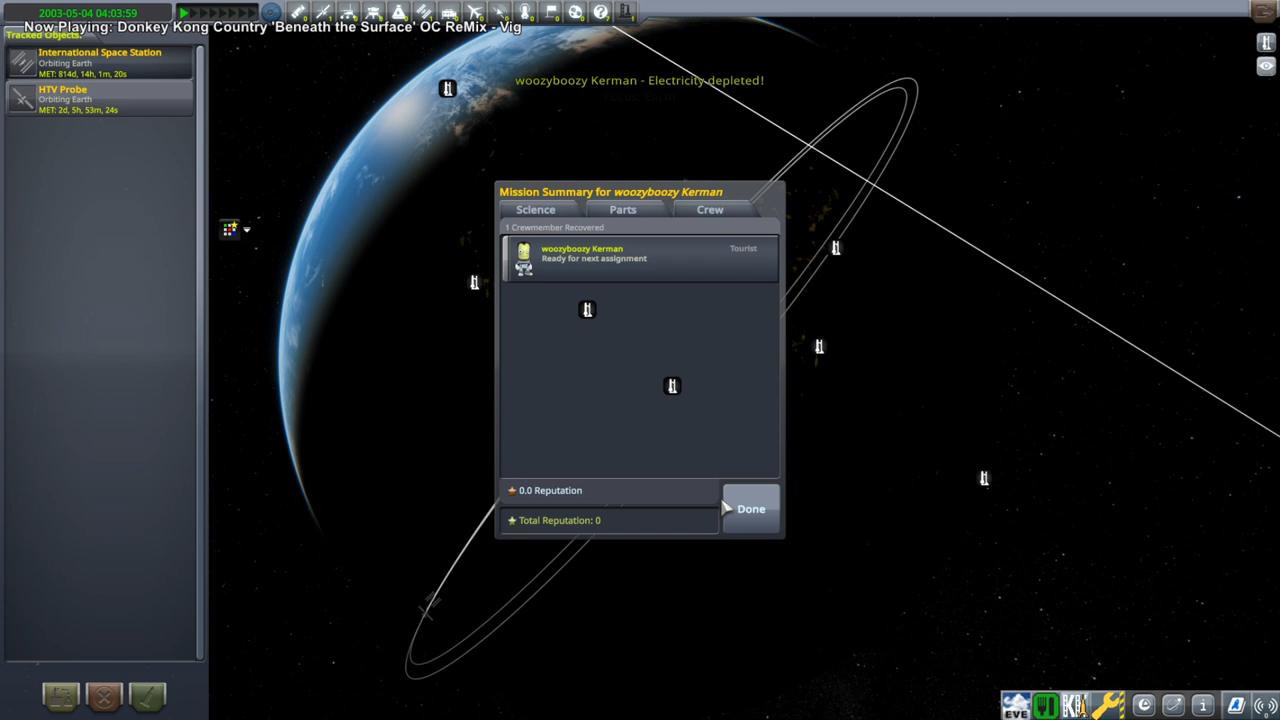 2003-05-04 04:03:59
Now Playing: Donkey Kong Country 'Beneath the Surface' OC ReMix - Vig
Tracked Objects:
International Space Station
Orbiting Earth
MET: 814d, 14h, 1m, 20s
HTV Probe
Orbiting Earth
MET: 2d, 5h, 53m, 24s
woozyboozy Kerman - Electricity depleted!
Focus: Earth
Mission Summary for woozyboozy Kerman
Science
Parts
Crew
1 Crewmember Recovered
woozyboozy Kerman
Tourist
Ready for next assignment
0.0 Reputation
Done
Total Reputation: 0
EVE